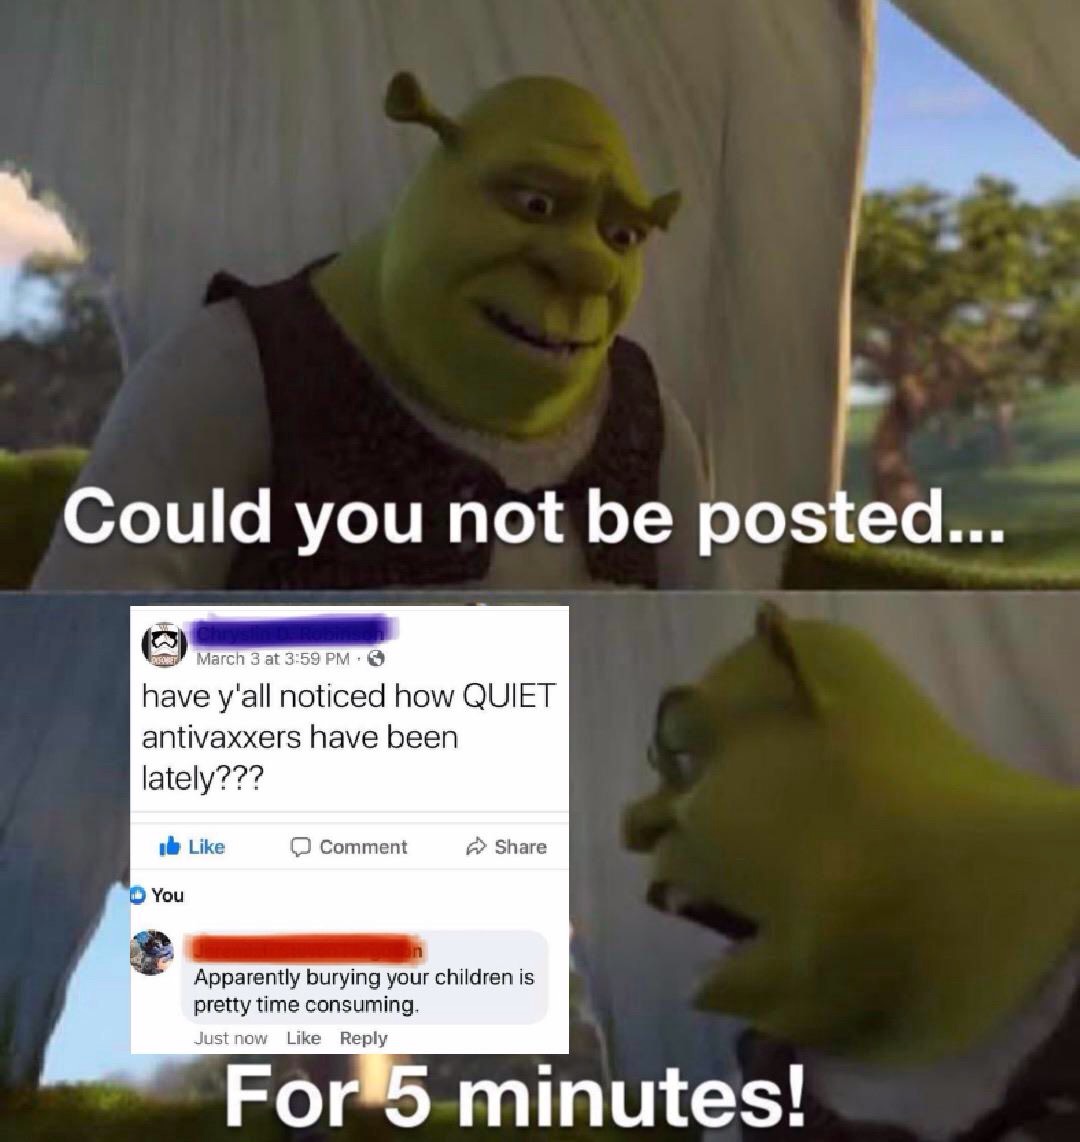 Could you not be posted...
March 3 at 3:59 PM ·
have y'all noticed how QUIET
antivaxxers have been
lately???
Like Comment Share
You
Apparently burying your children is
pretty time consuming.
Just now Like Reply
For 5 minutes!